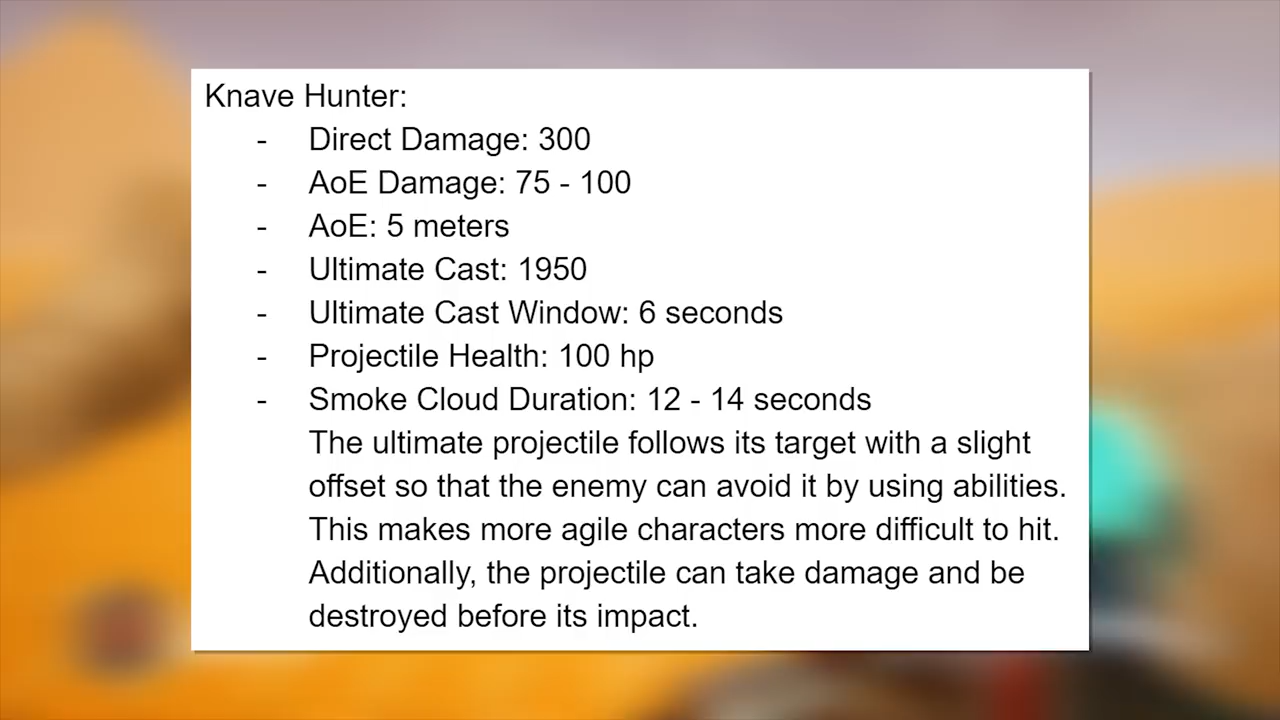 Knave Hunter:
- Direct Damage: 300
- AoE Damage: 75 - 100
- AoE: 5 meters
- Ultimate Cast: 1950
- Ultimate Cast Window: 6 seconds
- Projectile Health: 100 hp
- Smoke Cloud Duration: 12 - 14 seconds
The ultimate projectile follows its target with a slight
offset so that the enemy can avoid it by using abilities.
This makes more agile characters more difficult to hit.
Additionally, the projectile can take damage and be
destroyed before its impact.